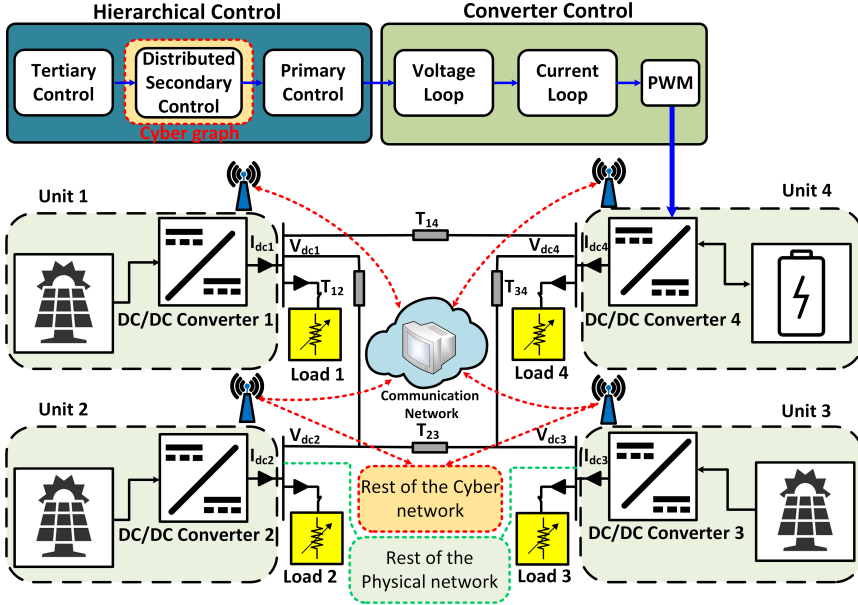 Hierarchical Control
Converter Control
Tertiary
Control
Distributed
Secondary
Control
Primary
Control
Voltage
Loop
Current
Loop
PWM
Cyber graph
Unit 1
Unit 4
T14
Idc1
Vdc1
Vdc4
Idc4
T12
T34
DC/DC Converter 1
DC/DC Converter 4
Load 1
Load 4
Communication
Network
Unit 2
Unit 3
T23
Idc2
Vdc2
Vdc3
Idc3
Rest of the Cyber
network
DC/DC Converter 2
DC/DC Converter 3
Rest of the
Physical network
Load 2
Load 3